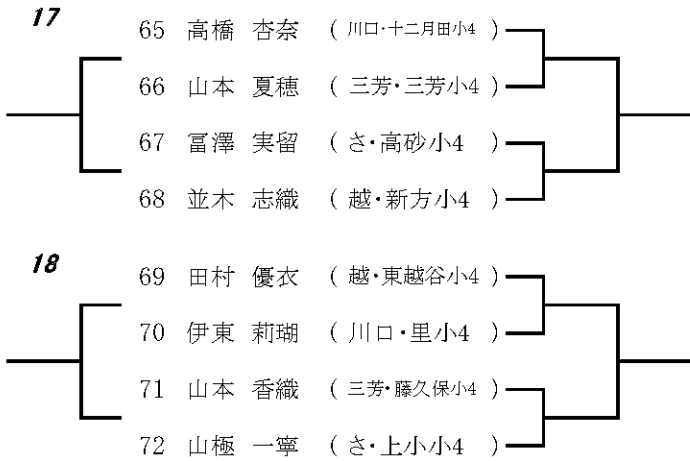 17
65 高橋 杏奈 (川口・十二月田小4)
66 山本 夏穂 (三芳・三芳小4)
67 冨澤 実留 (さ・高砂小4)
68 並木 志織 (越・新方小4)
18
69 田村 優衣 (越・東越谷小4)
70 伊東 莉瑚 (川口・里小4)
71 山本 香織 (三芳・藤久保小4)
72 山極 一寧 (さ・上小小4)